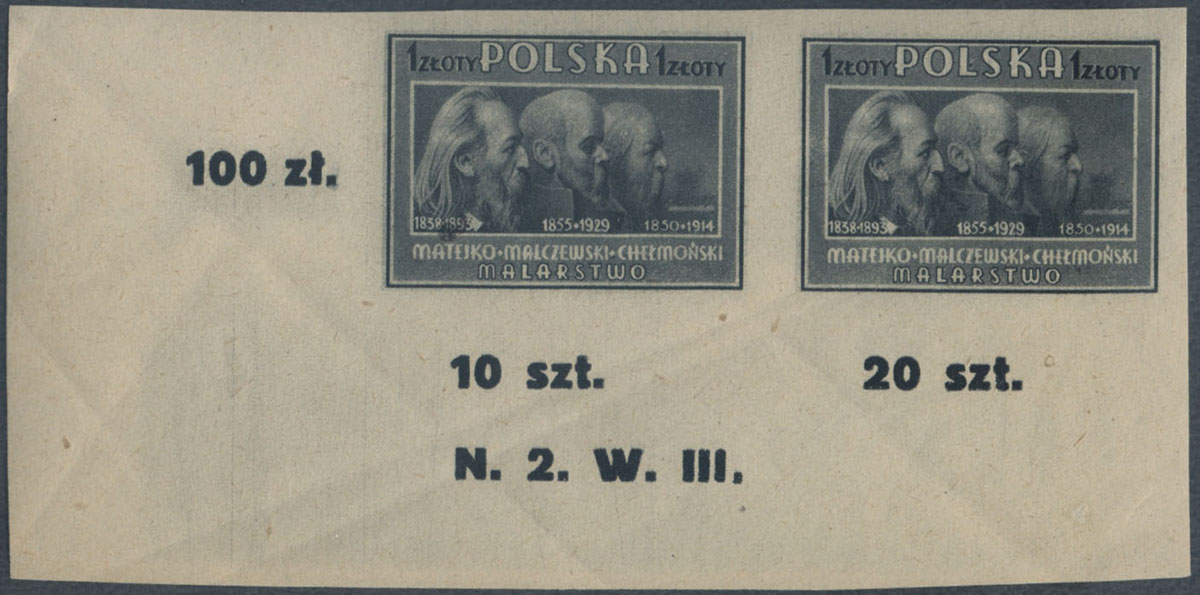 1 ZŁOTY POLSKA 1 ZŁOTY
1838-1893 1855•1929 1850•1914
MATEJKO•MALCZEWSKI•CHEŁMOŃSKI
MALARSTWO
1 ZŁOTY POLSKA 1 ZŁOTY
1838-1893 1855•1929 1850•1914
MATEJKO•MALCZEWSKI•CHEŁMOŃSKI
MALARSTWO
100 zł.
10 szt. 20 szt.
N. 2. W. III.